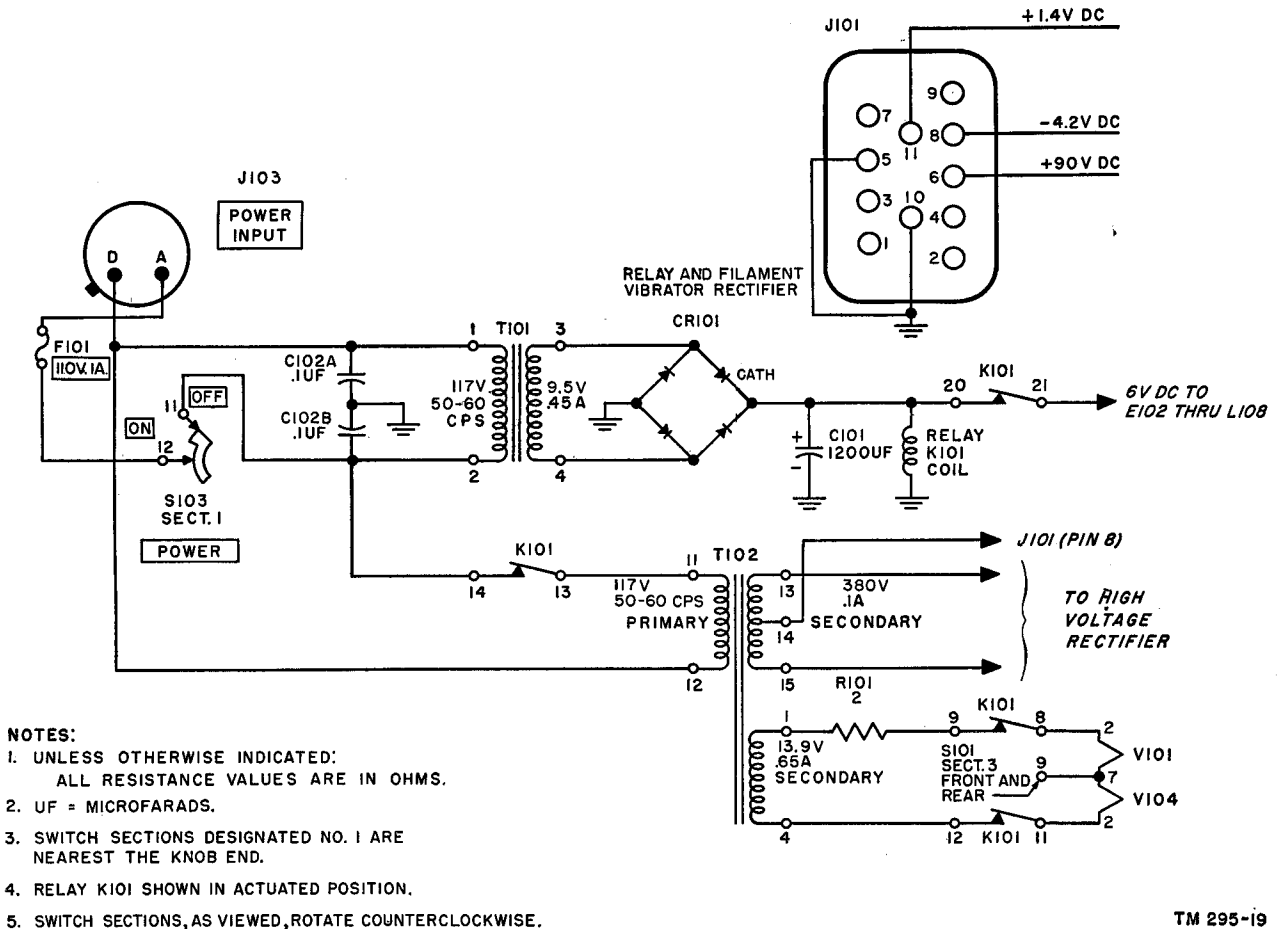 +1.4V DC
J101
9
7
8
11
-4.2V DC
5
6
+90V DC
3
10
4
1
2
J103
POWER
INPUT
D
A
RELAY AND FILAMENT
VIBRATOR RECTIFIER
F101
110V. 1A.
C102A
.1UF
1
T101
3
CR101
117V.
50-60
CPS
9.5V
.45A
CATH
20
K101
21
6V DC TO
E102 THRU L108
11
OFF
ON
12
C102B
.1UF
2
4
+
C101
1200UF
-
RELAY
K101
COIL
S103
SECT. 1
POWER
J101 (PIN 8)
K101
14
13
117V
50-60 CPS
PRIMARY
11
12
T102
13
380V
.1A
SECONDARY
14
15
TO HIGH
VOLTAGE
RECTIFIER
R101
2
1
13.9V
.65A
SECONDARY
4
9
K101
8
2
V101
S101
SECT. 3
FRONT AND
REAR
9
7
V104
12
K101
11
2
NOTES:
1. UNLESS OTHERWISE INDICATED:
ALL RESISTANCE VALUES ARE IN OHMS.
2. UF = MICROFARADS.
3. SWITCH SECTIONS DESIGNATED NO. 1 ARE
NEAREST THE KNOB END.
4. RELAY K101 SHOWN IN ACTUATED POSITION.
5. SWITCH SECTIONS, AS VIEWED, ROTATE COUNTERCLOCKWISE.
TM 295-19